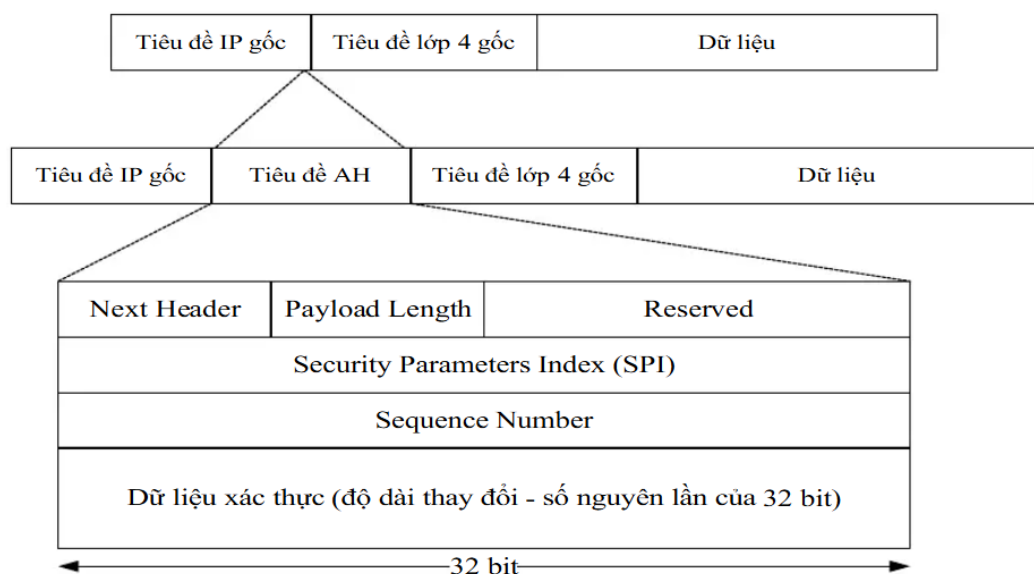 Tiêu đề IP gốc Tiêu đề lớp 4 gốc Dữ liệu
Tiêu đề IP gốc Tiêu đề AH Tiêu đề lớp 4 gốc Dữ liệu
Next Header Payload Length Reserved
Security Parameters Index (SPI)
Sequence Number
Dữ liệu xác thực (độ dài thay đổi - số nguyên lần của 32 bit)
32 bit